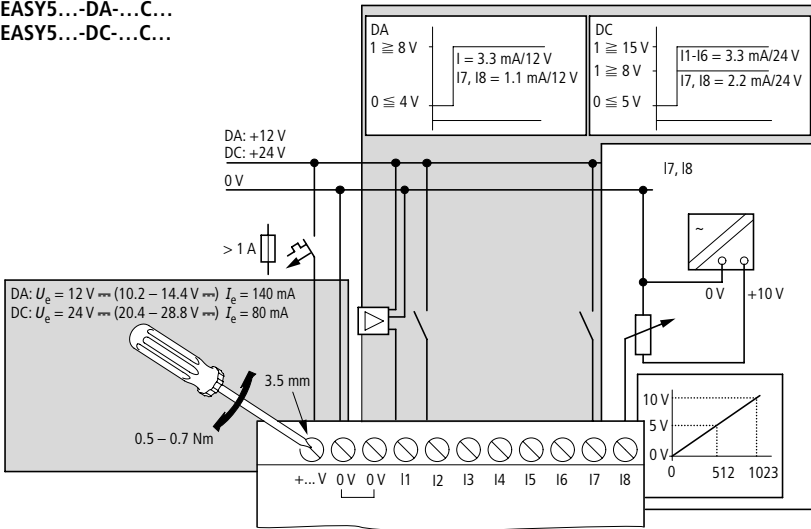 EASY5...-DA-...C...
EASY5...-DC-...C...
DA
1 ≧ 8 V
0 ≦ 4 V
I = 3.3 mA/12 V
I7, I8 = 1.1 mA/12 V
DC
1 ≧ 15 V
1 ≧ 8 V
0 ≦ 5 V
I1-I6 = 3.3 mA/24 V
I7, I8 = 2.2 mA/24 V
DA: +12 V
DC: +24 V
0 V
I7, I8
~
> 1 A
0 V
+10 V
DA: Ue = 12 V ⎓ (10.2 – 14.4 V ⎓) Ie = 140 mA
DC: Ue = 24 V ⎓ (20.4 – 28.8 V ⎓) Ie = 80 mA
3.5 mm
0.5 – 0.7 Nm
10 V
5 V
0 V
0 512 1023
+... V 0 V 0 V I1 I2 I3 I4 I5 I6 I7 I8